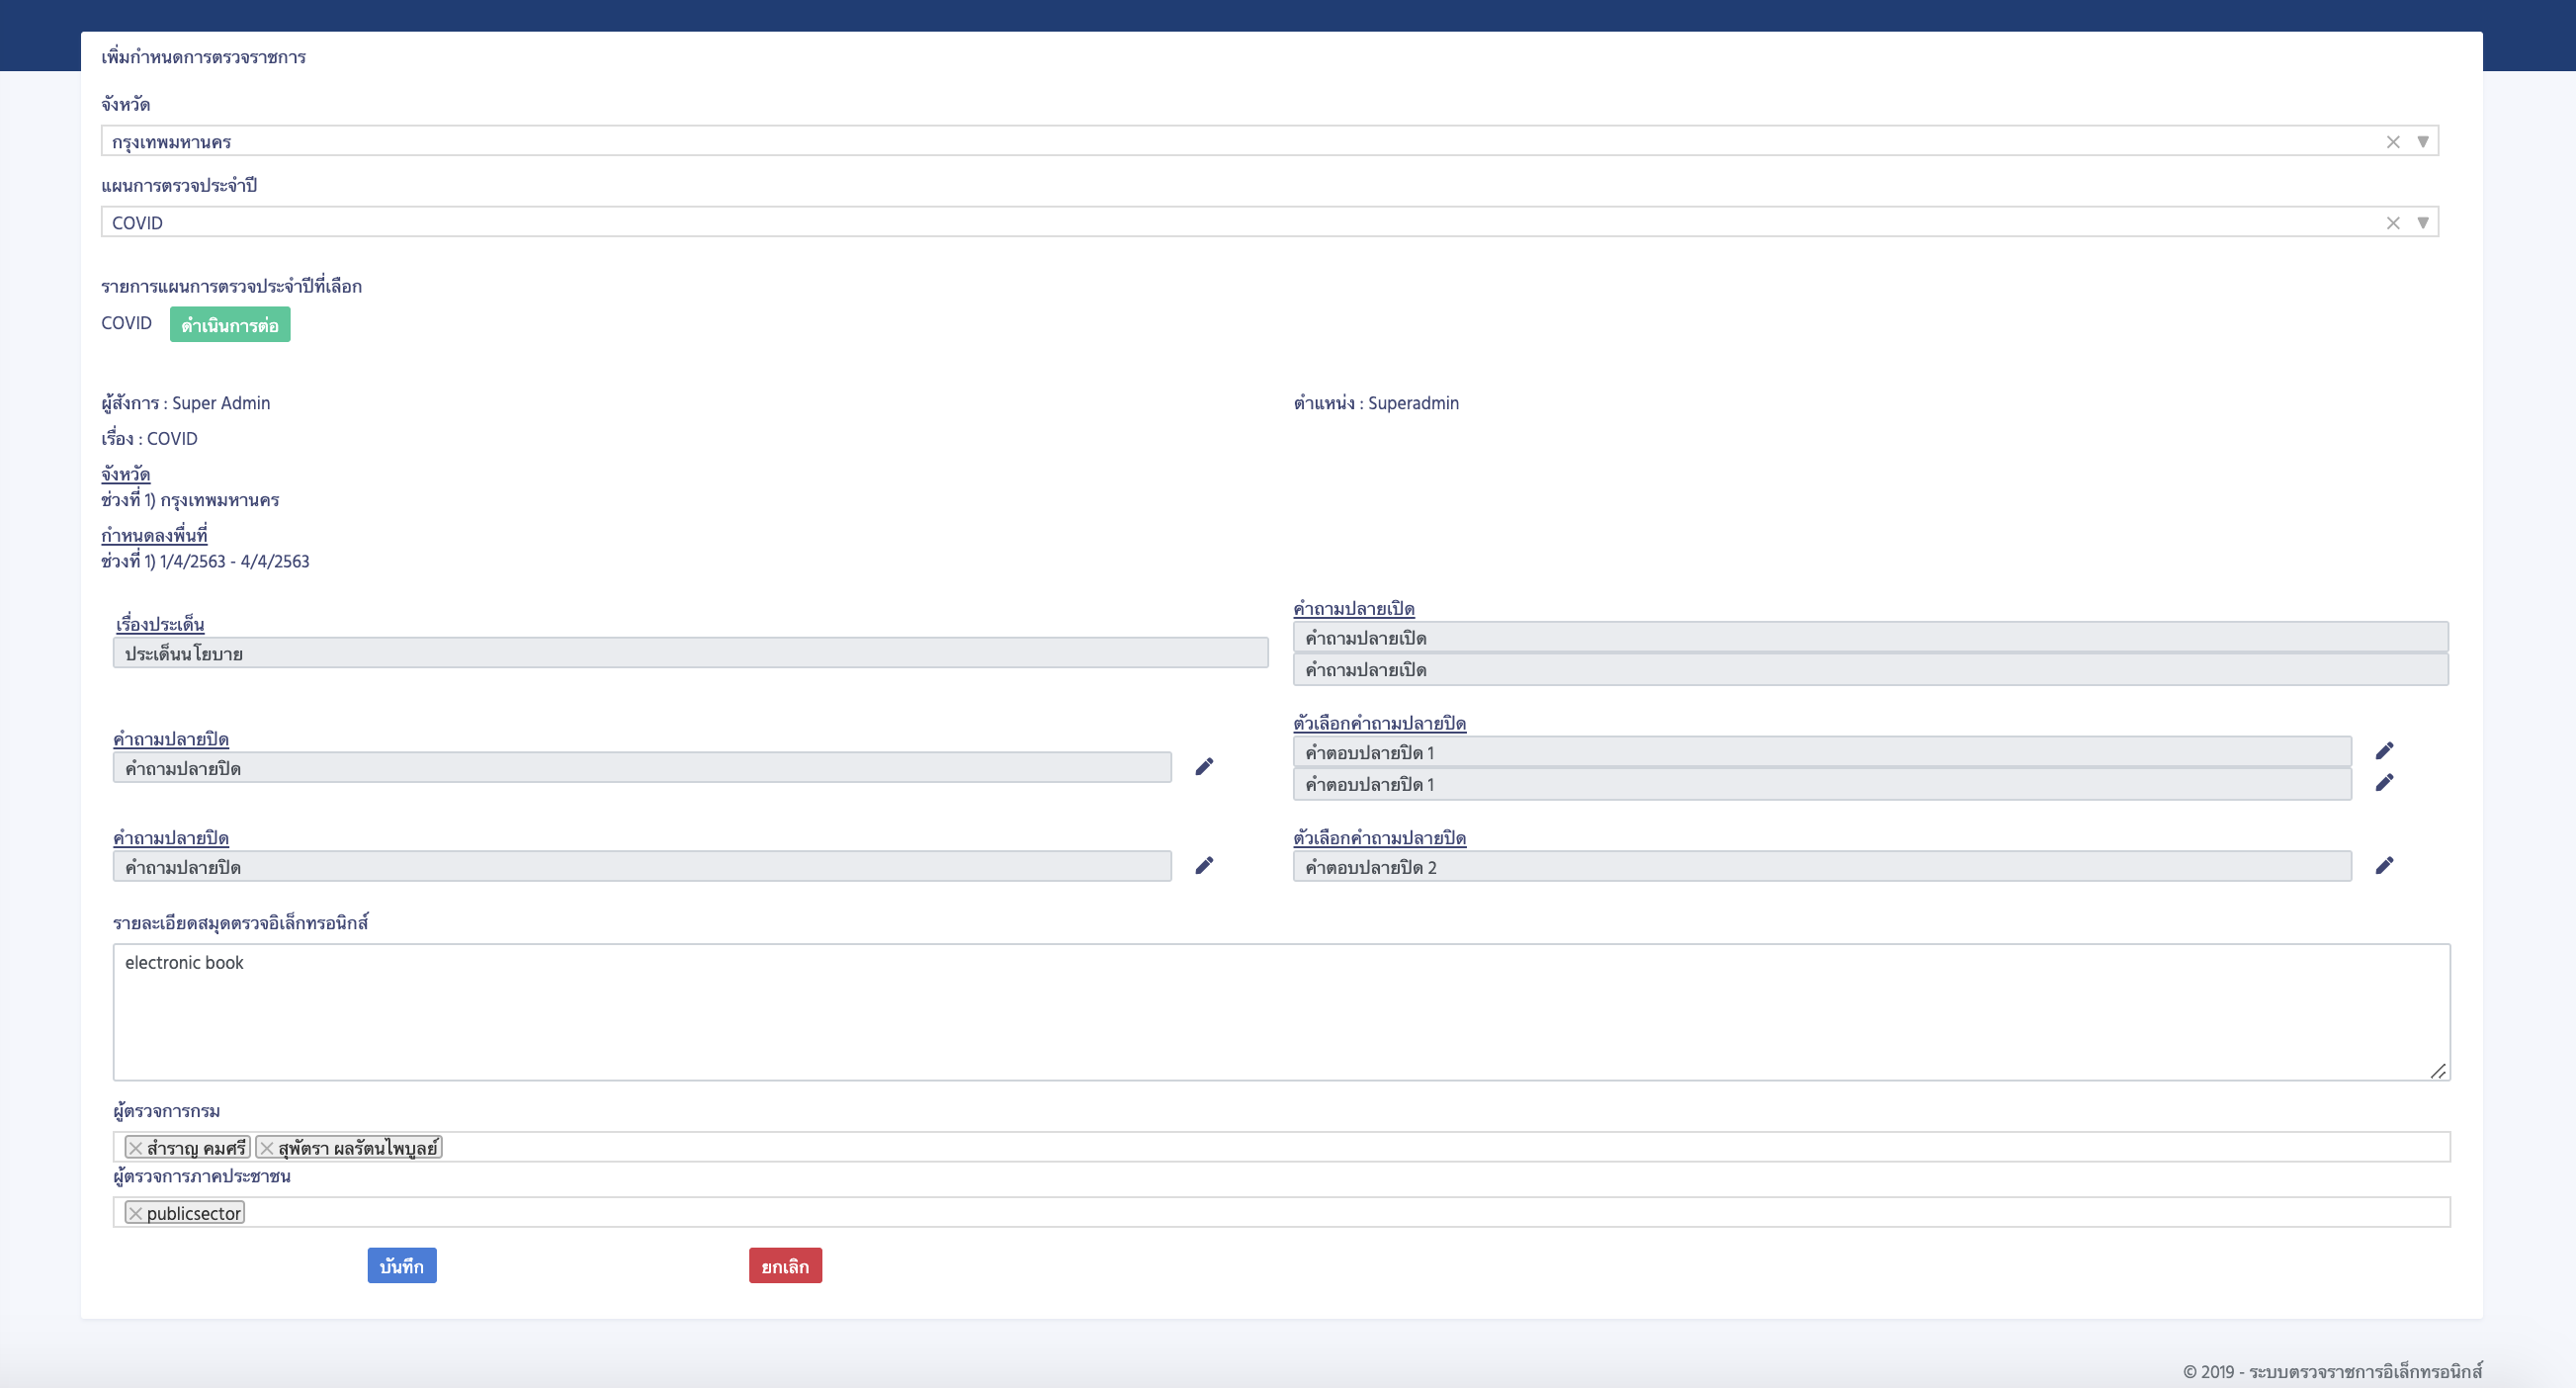 เพิ่มกำหนดการตรวจราชการ
จังหวัด
กรุงเทพมหานคร
แผนการตรวจประจำปี
COVID
รายการแผนการตรวจประจำปีที่เลือก
COVID ดำเนินการต่อ
ผู้สั่งการ : Super Admin ตำแหน่ง : Superadmin
เรื่อง : COVID
จังหวัด
ช่วงที่ 1) กรุงเทพมหานคร
กำหนดลงพื่นที่
ช่วงที่ 1) 1/4/2563 - 4/4/2563
เรื่องประเด็น
ประเด็นนโยบาย
คำถามปลายเปิด
คำถามปลายเปิด
คำถามปลายเปิด
คำถามปลายปิด
คำถามปลายปิด
ตัวเลือกคำถามปลายปิด
คำตอบปลายปิด 1
คำตอบปลายปิด 1
คำถามปลายปิด
คำถามปลายปิด
ตัวเลือกคำถามปลายปิด
คำตอบปลายปิด 2
รายละเอียดสมุดตรวจอิเล็กทรอนิกส์
electronic book
ผู้ตรวจการกรม
สำราญ คมศรี สุพัตรา ผลรัตนไพบูลย์
ผู้ตรวจการภาคประชาชน
publicsector
บันทึก ยกเลิก
© 2019 - ระบบตรวจราชการอิเล็กทรอนิกส์